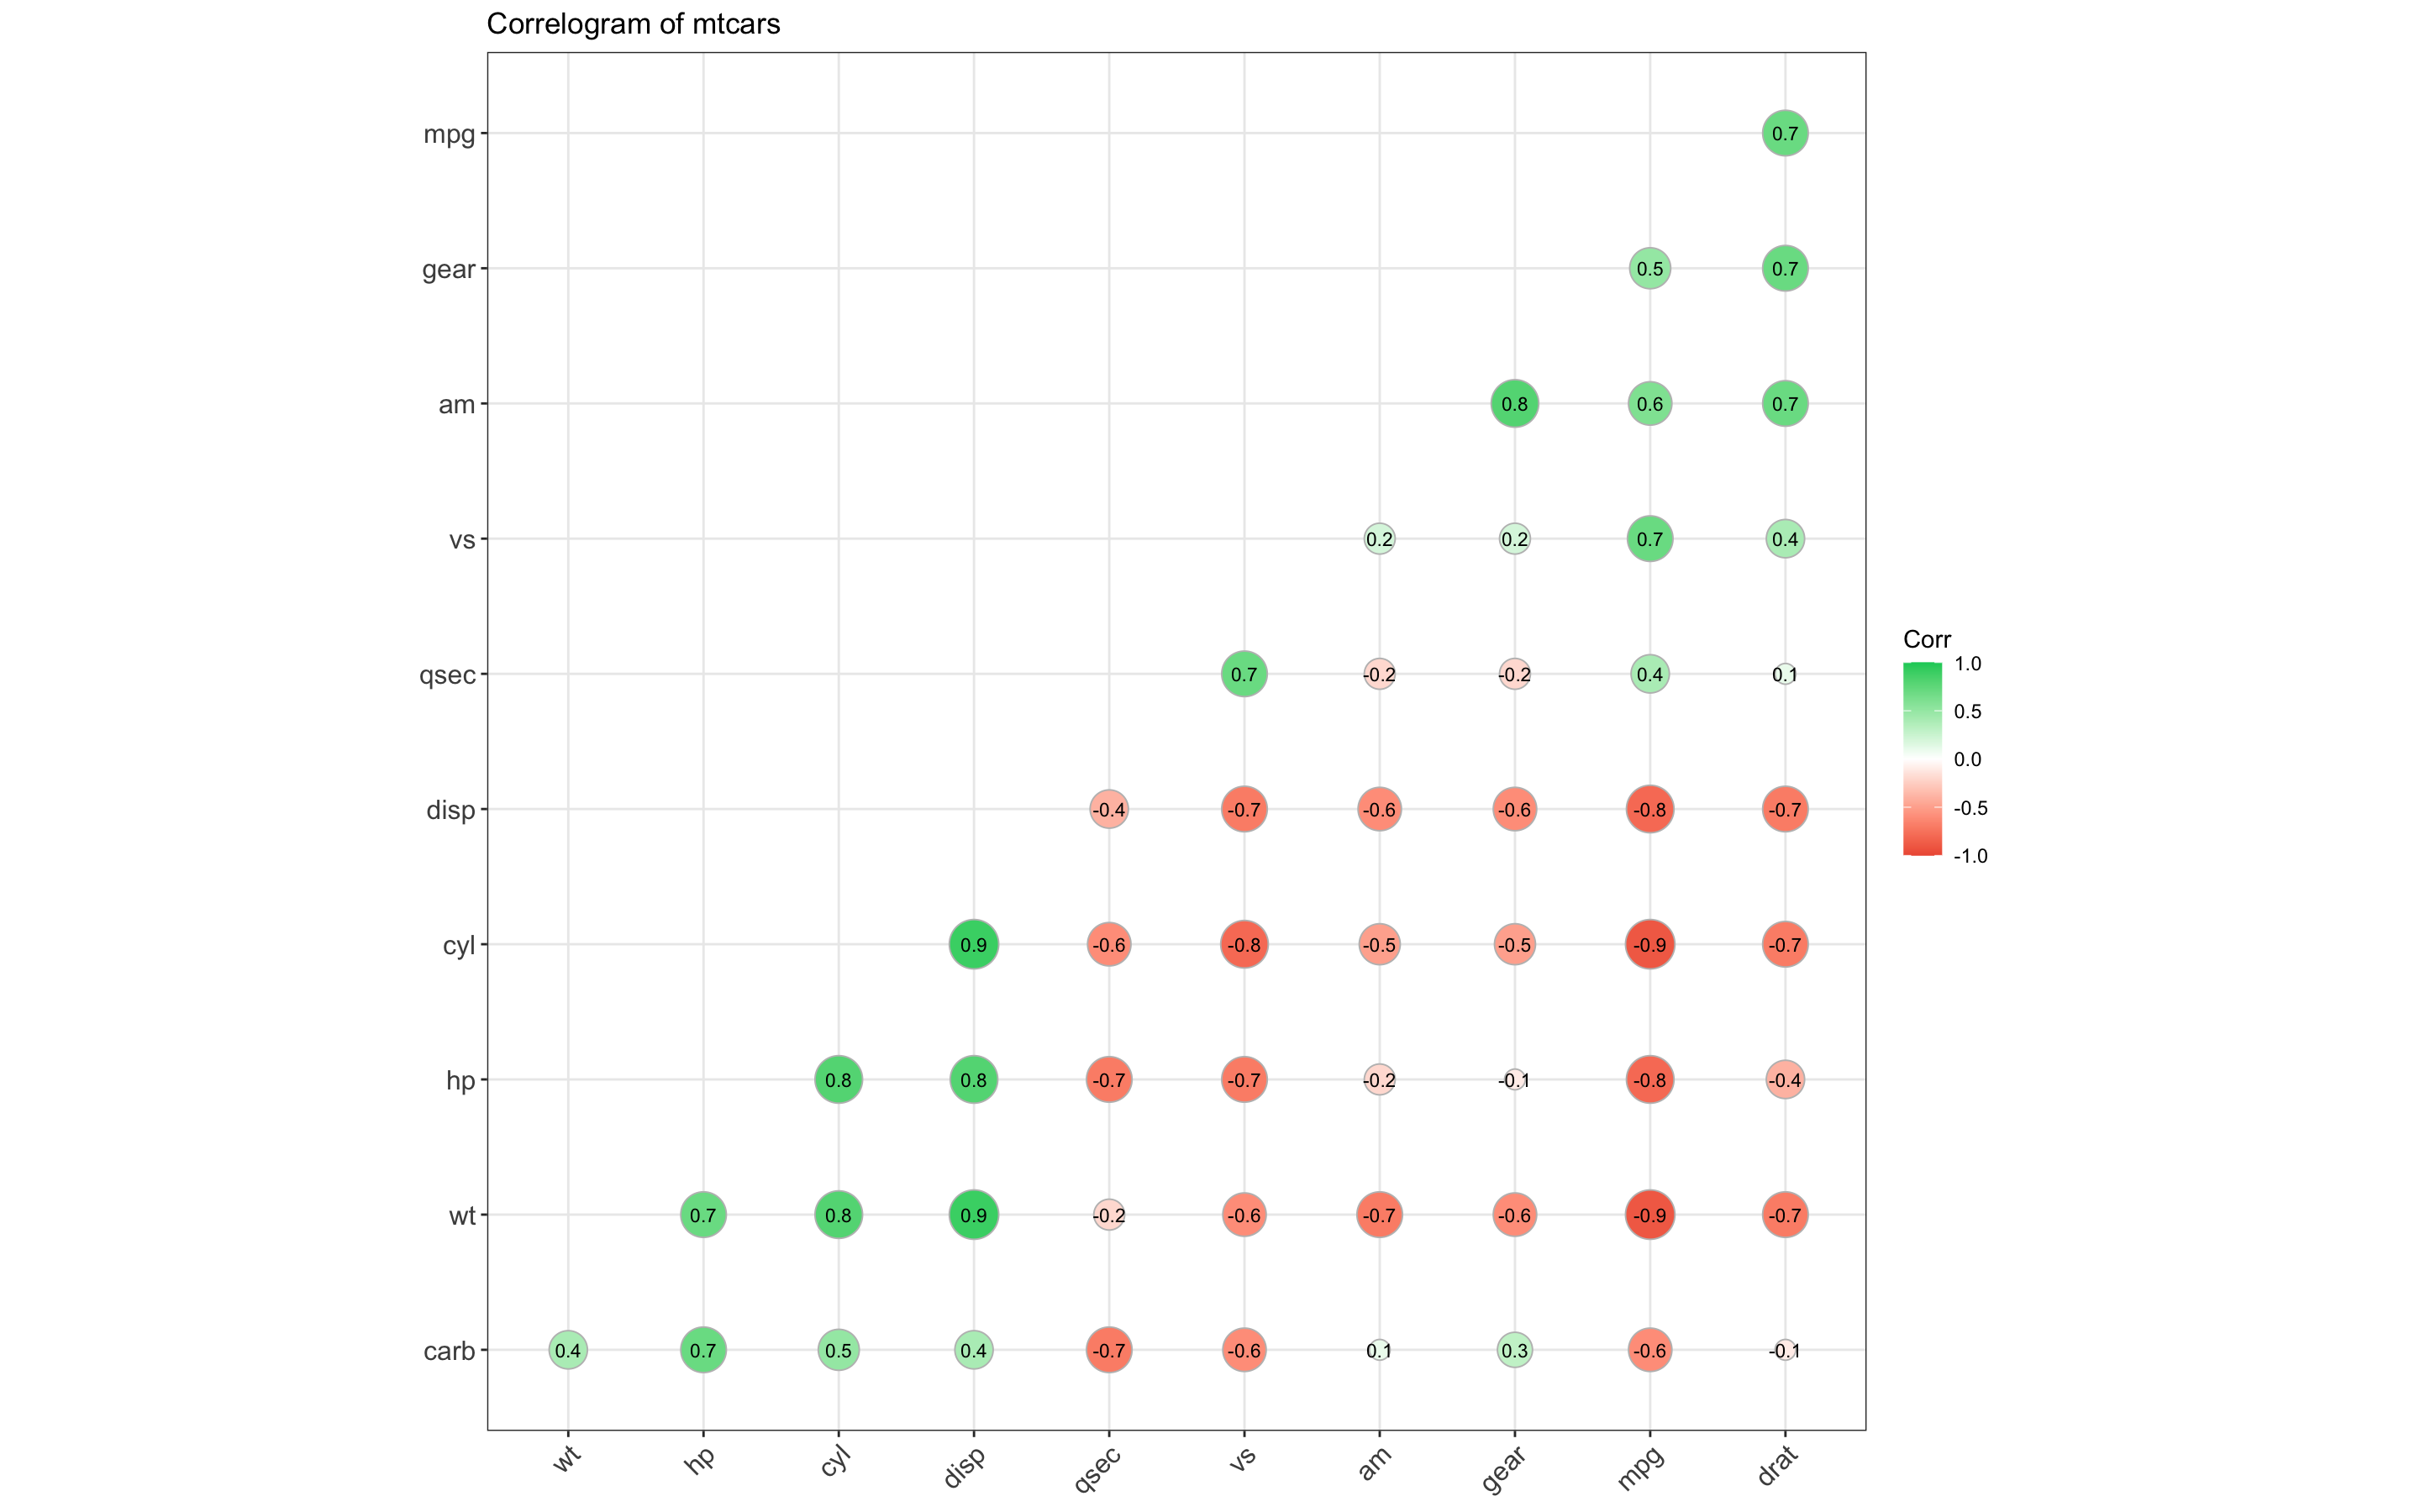 Correlogram of mtcars
mpg 0.7
gear 0.5 0.7
am 0.8 0.6 0.7
vs 0.2 0.2 0.7 0.4
qsec 0.7 -0.2 -0.2 0.4 0.1
disp -0.4 -0.7 -0.6 -0.6 -0.8 -0.7
cyl 0.9 -0.6 -0.8 -0.5 -0.5 -0.9 -0.7
hp 0.8 0.8 -0.7 -0.7 -0.2 -0.1 -0.8 -0.4
wt 0.7 0.8 0.9 -0.2 -0.6 -0.7 -0.6 -0.9 -0.7
carb 0.4 0.7 0.5 0.4 -0.7 -0.6 0.1 0.3 -0.6 -0.1
wt hp cyl disp qsec vs am gear mpg drat
Corr
1.0
0.5
0.0
-0.5
-1.0